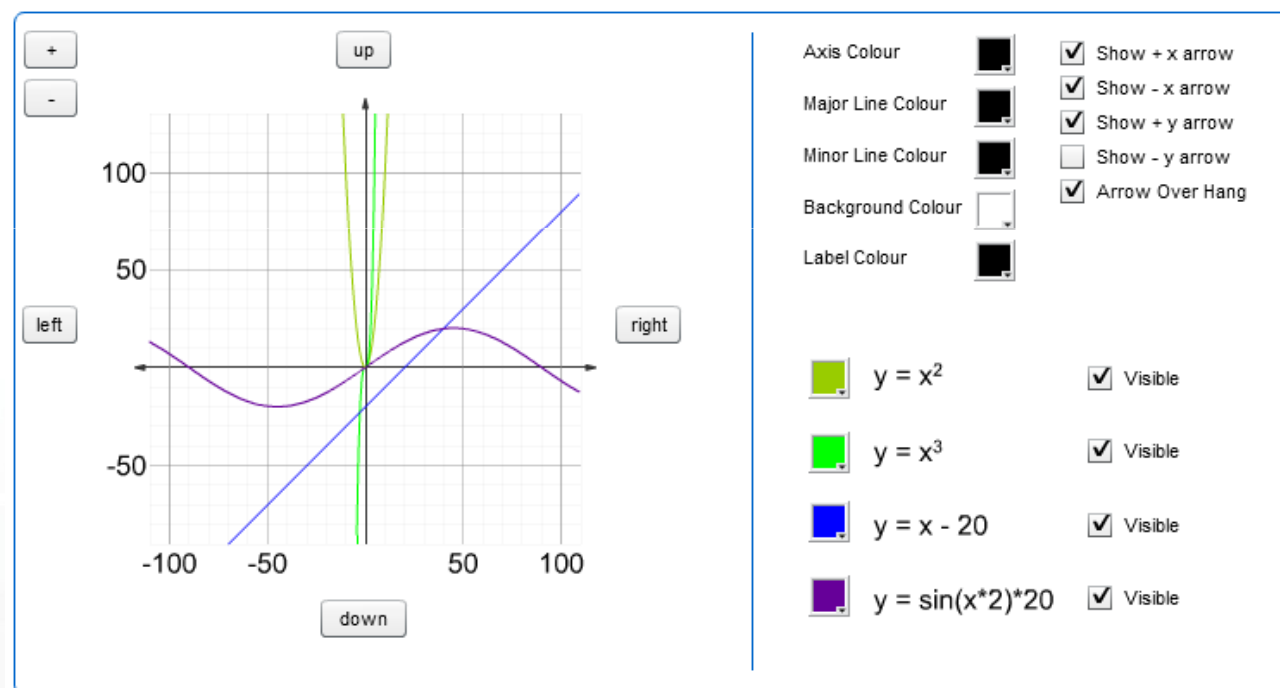 +
-
up
100
50
-50
-100 -50 50 100
left
right
down
Axis Colour
Major Line Colour
Minor Line Colour
Background Colour
Label Colour
Show + x arrow
Show - x arrow
Show + y arrow
Show - y arrow
Arrow Over Hang
y = x² Visible
y = x³ Visible
y = x - 20 Visible
y = sin(x*2)*20 Visible